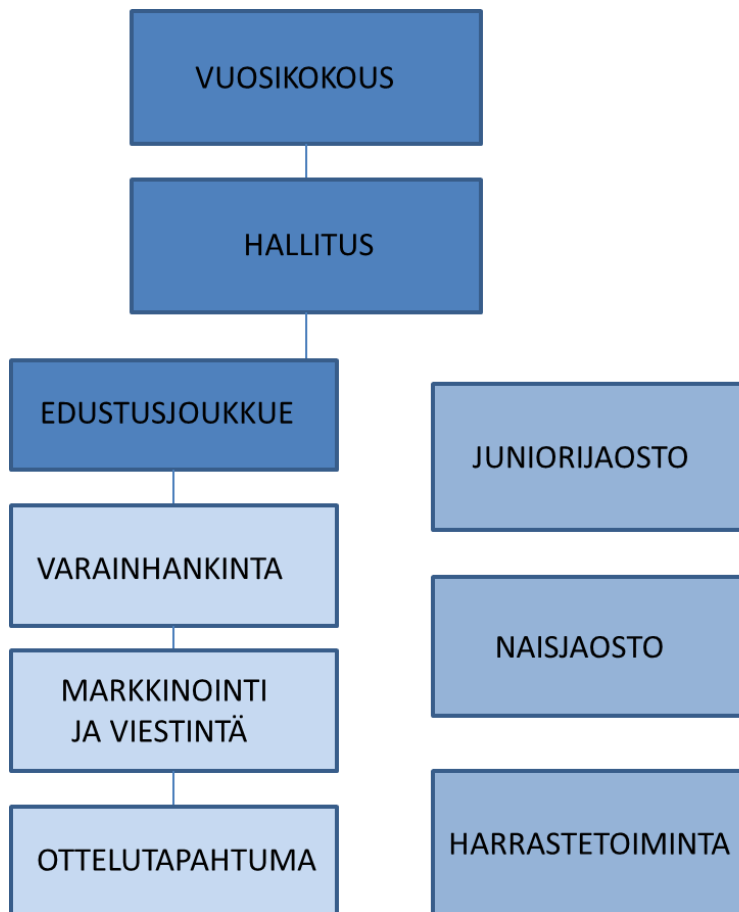 VUOSIKOKOUS
HALLITUS
EDUSTUSJOUKKUE
VARAINHANKINTA
MARKKINOINTI
JA VIESTINTÄ
OTTELUTAPAHTUMA
JUNIORIJAOSTO
NAISJAOSTO
HARRASTETOIMINTA